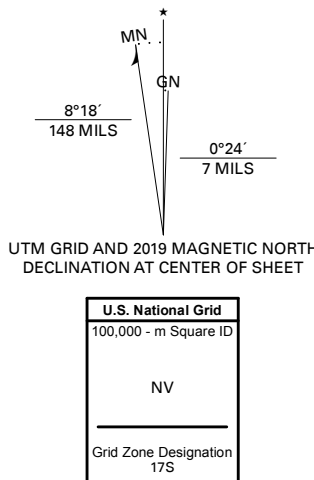 ★
MN
GN
8°18´
148 MILS
0°24´
7 MILS
UTM GRID AND 2019 MAGNETIC NORTH
DECLINATION AT CENTER OF SHEET
U.S. National Grid
100,000 - m Square ID
NV
Grid Zone Designation
17S